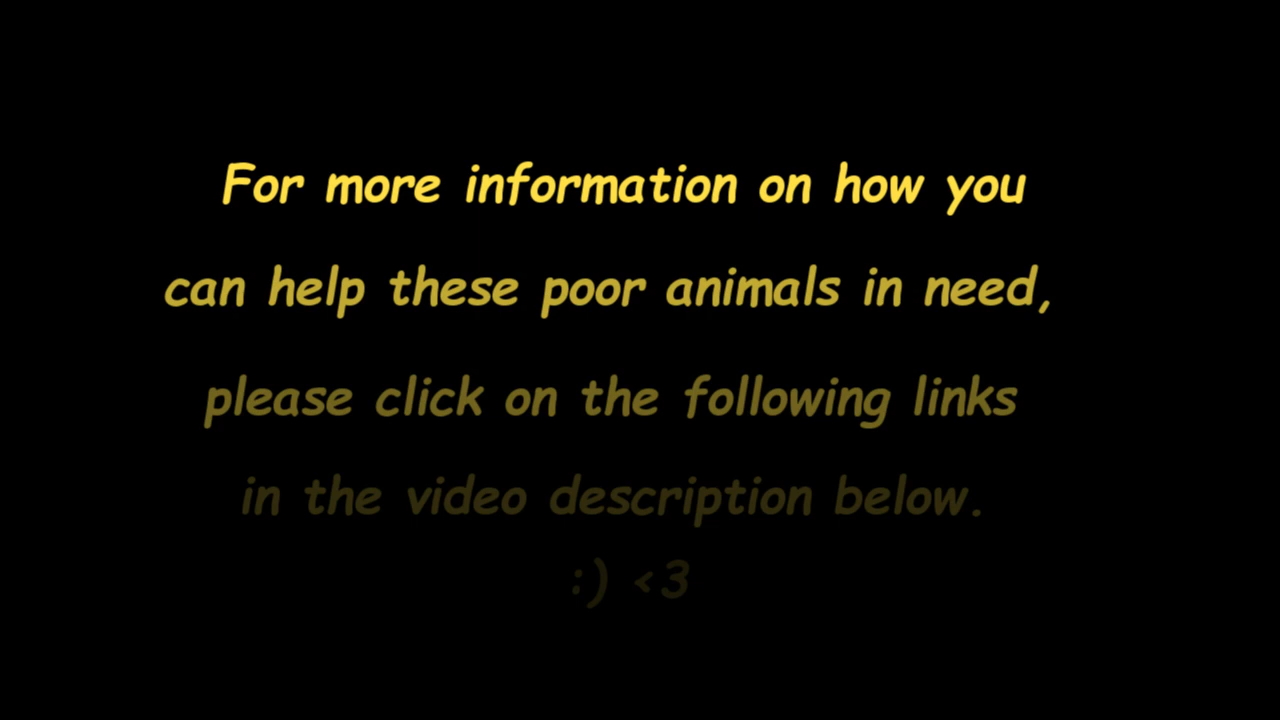 For more information on how you
can help these poor animals in need,
please click on the following links
in the video description below.
:) <3